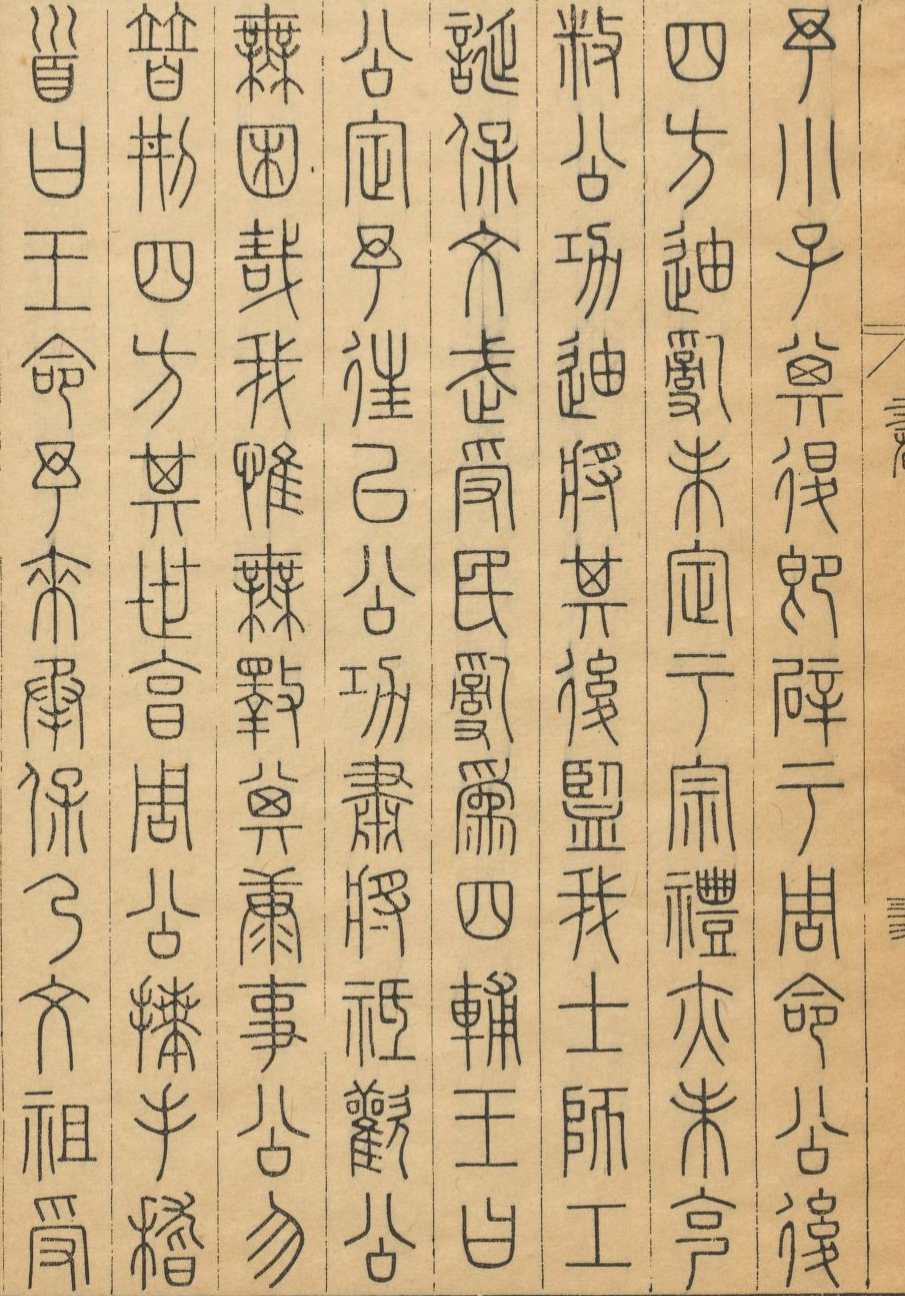 予小子其退即辟于周命公後
四方迪亂未定于宗禮亦未克
敉公功迪將其後監我士師工
誕保文武受民亂為四輔王曰
公定予往已公功肅將祗歡公
無困哉我惟無斁其康事公勿
替刑四方其世享周公拜手稽
首曰王命予來承保乃文祖受